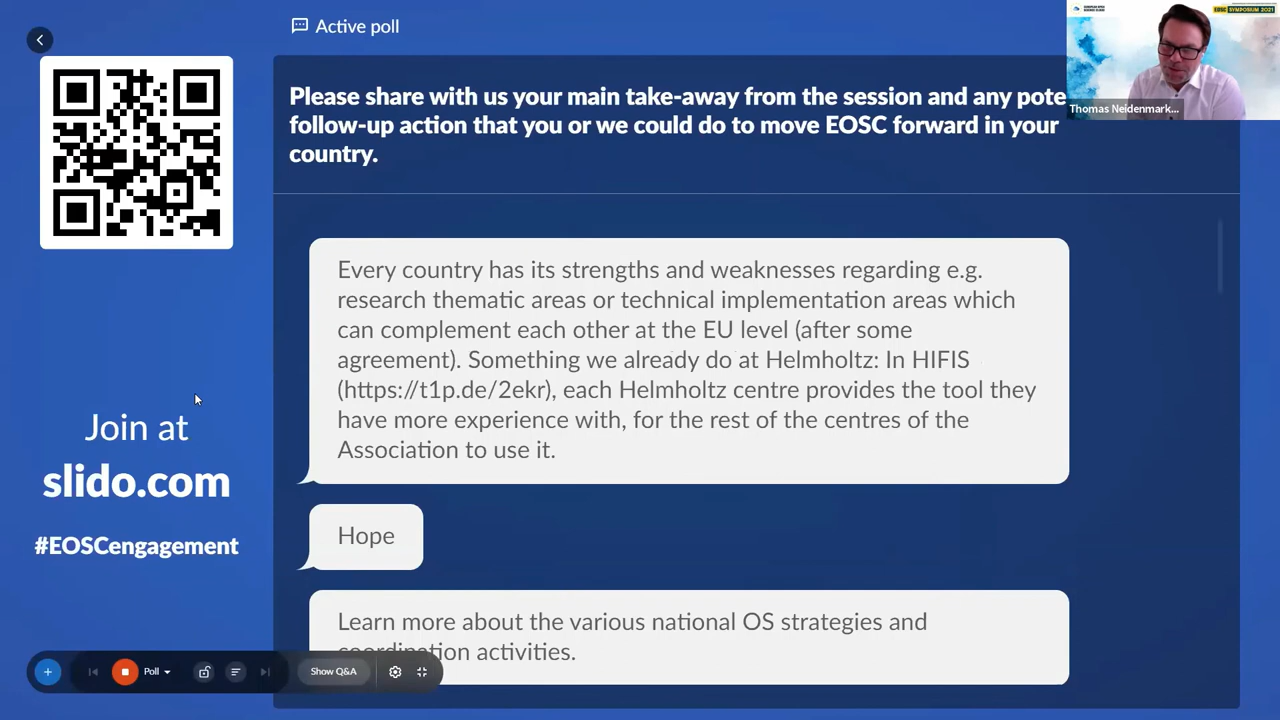 Active poll
Please share with us your main take-away from the session and any pote
follow-up action that you or we could do to move EOSC forward in your
country.
EOSC SYMPOSIUM 2021
Thomas Neidenmark...
Every country has its strengths and weaknesses regarding e.g.
research thematic areas or technical implementation areas which
can complement each other at the EU level (after some
agreement). Something we already do at Helmholtz: In HIFIS
(https://t1p.de/2ekr), each Helmholtz centre provides the tool they
have more experience with, for the rest of the centres of the
Association to use it.
Hope
Learn more about the various national OS strategies and
coordination activities.
Join at
slido.com
#EOSCengagement
Poll
Show Q&A